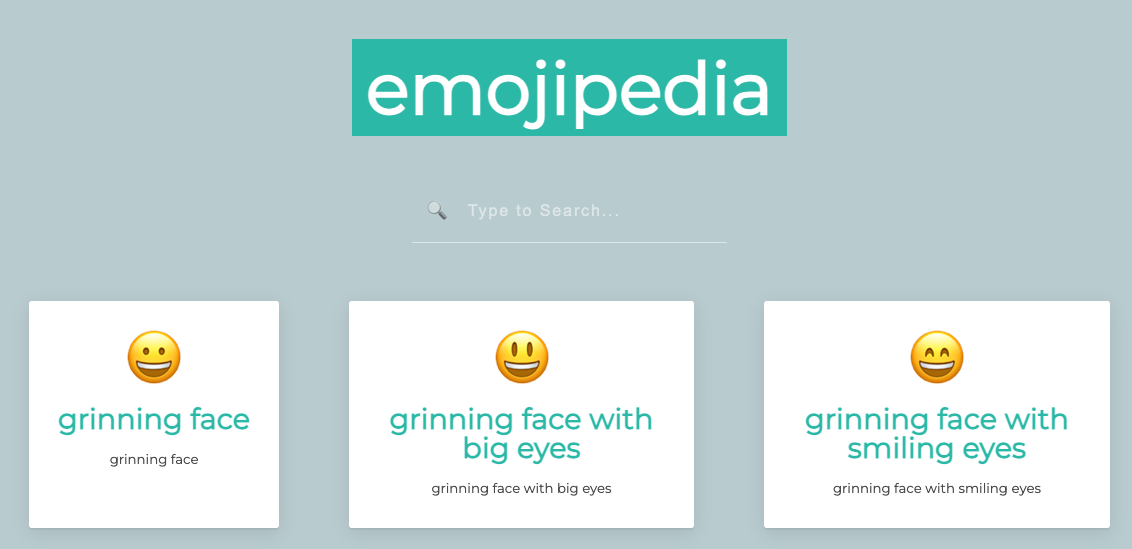 emojipedia
Type to Search...
grinning face
grinning face
grinning face with
big eyes
grinning face with big eyes
grinning face with
smiling eyes
grinning face with smiling eyes